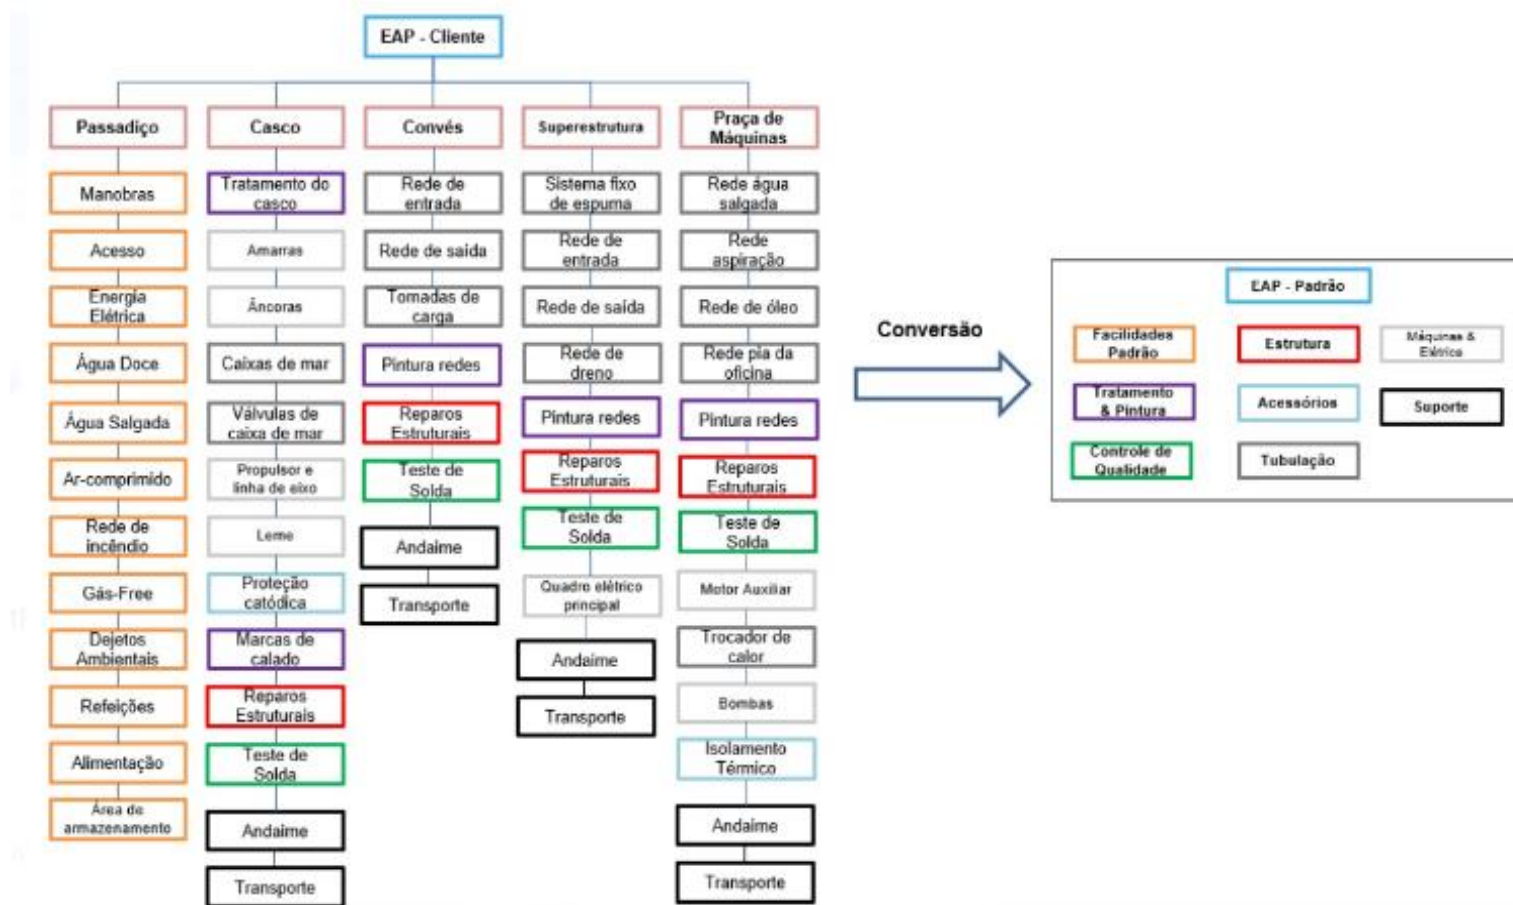 EAP - Cliente
Passadiço
Manobras
Acesso
Energia
Elétrica
Água Doce
Água Salgada
Ar-comprimido
Rede de
incêndio
Gás-Free
Dejetos
Ambientais
Refeições
Alimentação
Área de
armazenamento
Casco
Tratamento do
casco
Amarras
Âncoras
Caixas de mar
Válvulas de
caixa de mar
Propulsor e
linha de eixo
Leme
Proteção
catódica
Marcas de
calado
Reparos
Estruturais
Teste de
Solda
Andaime
Transporte
Convés
Rede de
entrada
Rede de saída
Tomadas de
carga
Pintura redes
Reparos
Estruturais
Teste de
Solda
Andaime
Transporte
Superestrutura
Sistema fixo
de espuma
Rede de
entrada
Rede de saída
Rede de
dreno
Pintura redes
Reparos
Estruturais
Teste de
Solda
Quadro elétrico
principal
Andaime
Transporte
Praça de
Máquinas
Rede água
salgada
Rede
aspiração
Rede de óleo
Rede pia da
oficina
Pintura redes
Reparos
Estruturais
Teste de
Solda
Motor Auxiliar
Trocador de
calor
Bombas
Isolamento
Térmico
Andaime
Transporte
Conversão
EAP - Padrão
Facilidades
Padrão
Estrutura
Máquinas &
Elétrica
Tratamento
& Pintura
Acessórios
Suporte
Controle de
Qualidade
Tubulação